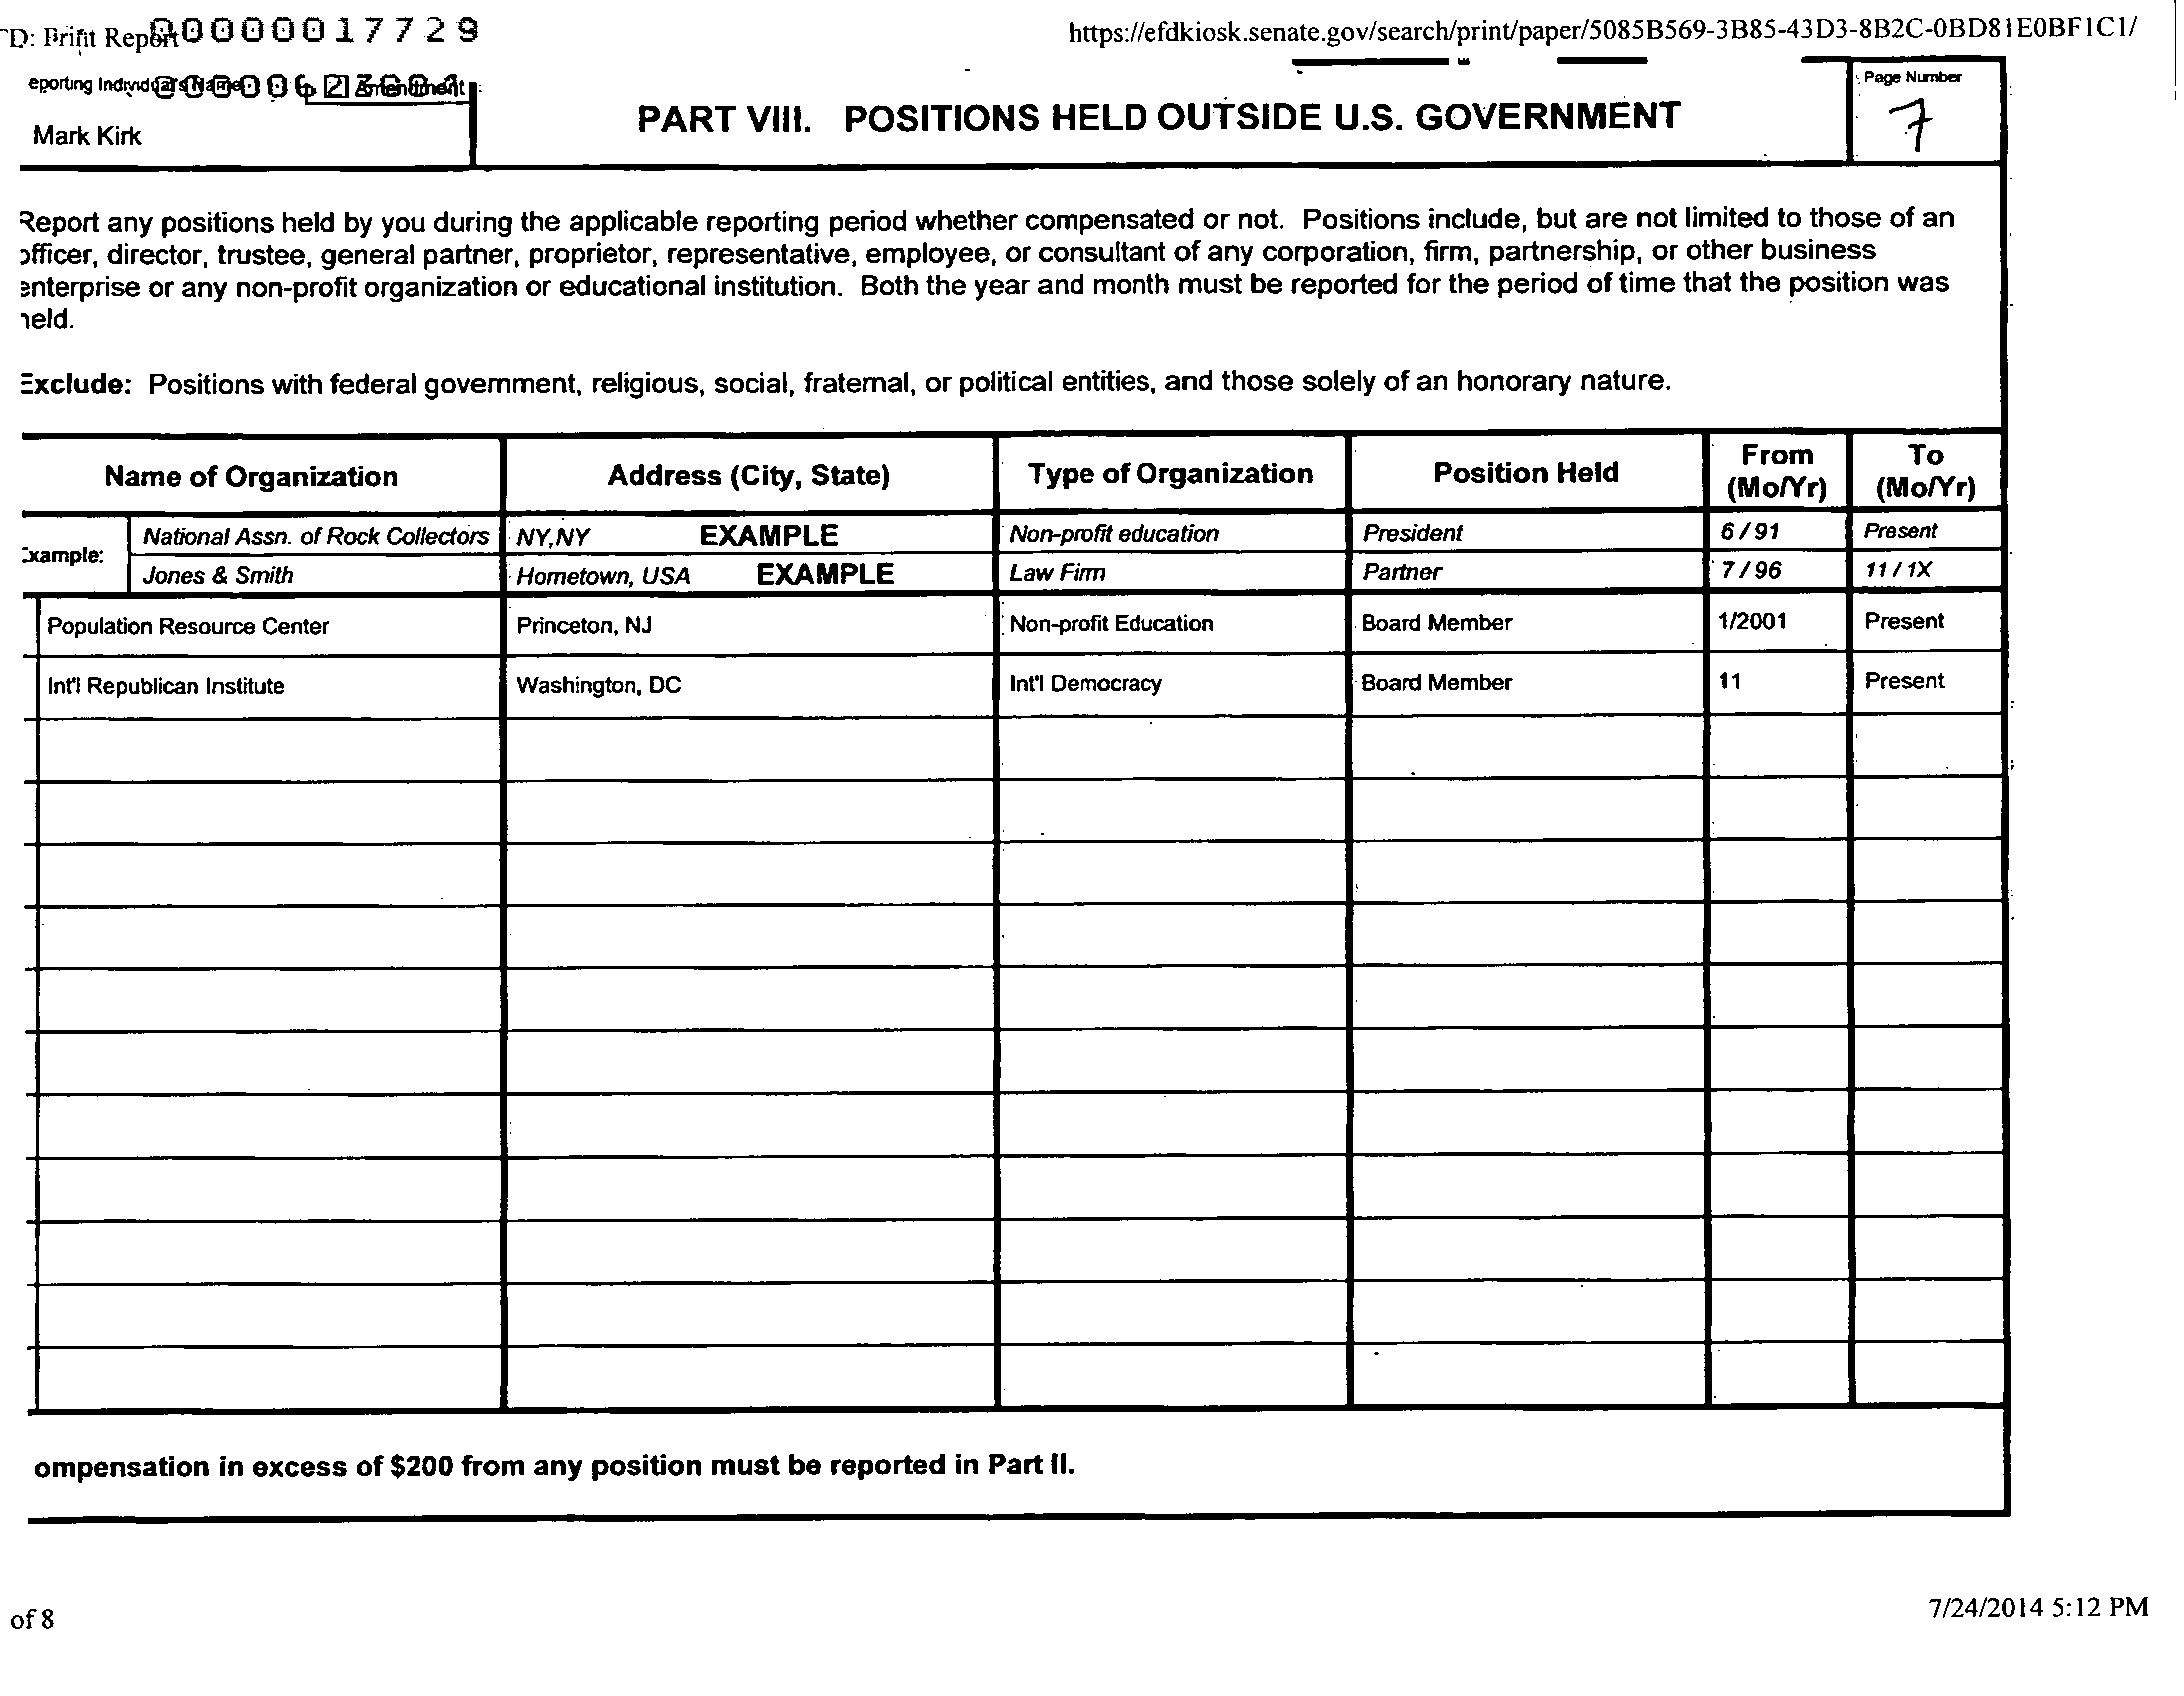 D: Print Report 00000017729 https://efdkiosk.senate.gov/search/print/paper/5085B569-3B85-43D3-8B2C-0BD81E0BF1C1/
eporting Individual's Name Amendment
Page Number
Mark Kirk
PART VIII. POSITIONS HELD OUTSIDE U.S. GOVERNMENT
7
Report any positions held by you during the applicable reporting period whether compensated or not. Positions include, but are not limited to those of an
officer, director, trustee, general partner, proprietor, representative, employee, or consultant of any corporation, firm, partnership, or other business
enterprise or any non-profit organization or educational institution. Both the year and month must be reported for the period of time that the position was
held.
Exclude: Positions with federal government, religious, social, fraternal, or political entities, and those solely of an honorary nature.
Name of Organization Address (City, State) Type of Organization Position Held From (Mo/Yr) To (Mo/Yr)
Example:
National Assn. of Rock Collectors NY,NY EXAMPLE Non-profit education President 6 / 91 Present
Jones & Smith Hometown, USA EXAMPLE Law Firm Partner 7 / 96 11 / 1X
Population Resource Center Princeton, NJ Non-profit Education Board Member 1/2001 Present
Int'l Republican Institute Washington, DC Int'l Democracy Board Member 11 Present
ompensation in excess of $200 from any position must be reported in Part II.
of 8 7/24/2014 5:12 PM